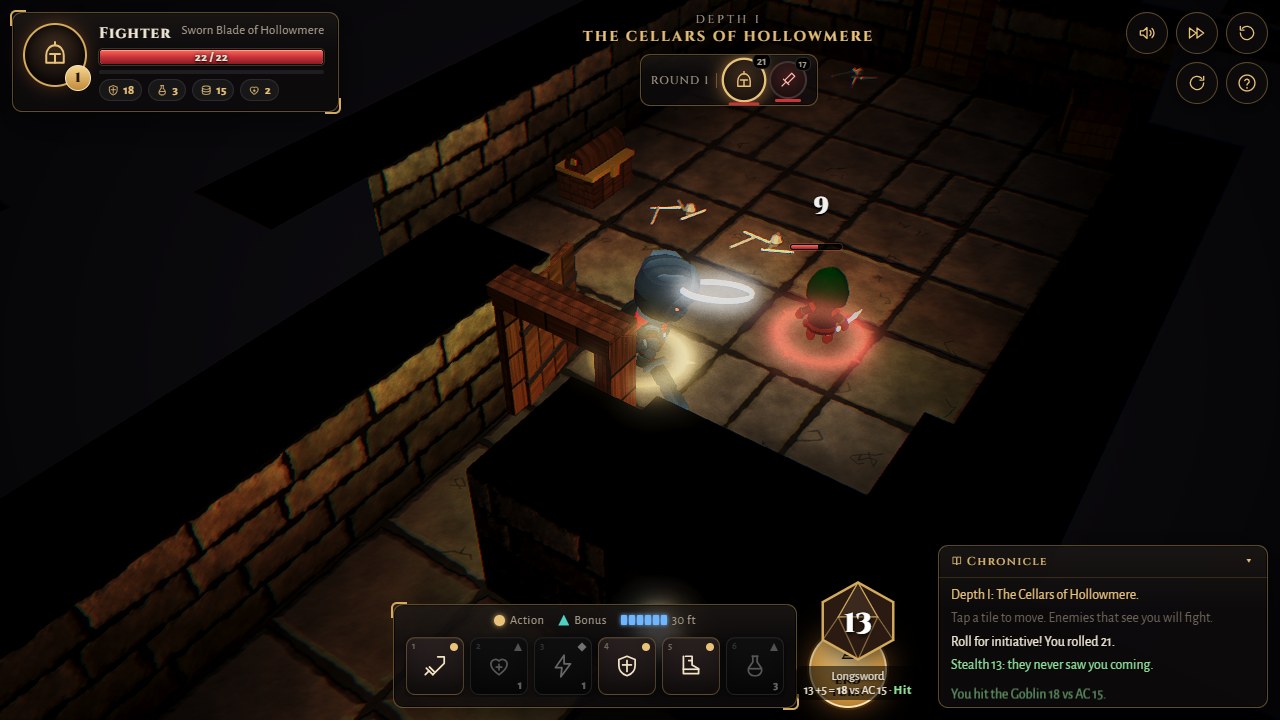 FIGHTER Sworn Blade of Hollowmere
22 / 22
1
18 3 15 2
DEPTH I
THE CELLARS OF HOLLOWMERE
ROUND 1 21 17
9
Action Bonus 30 ft
1 2 3 4 5 6
1 1 3
13
Longsword
13 +5 = 18 vs AC 15 · Hit
CHRONICLE
Depth I: The Cellars of Hollowmere.
Tap a tile to move. Enemies that see you will fight.
Roll for initiative! You rolled 21.
Stealth 13: they never saw you coming.
You hit the Goblin 18 vs AC 15.